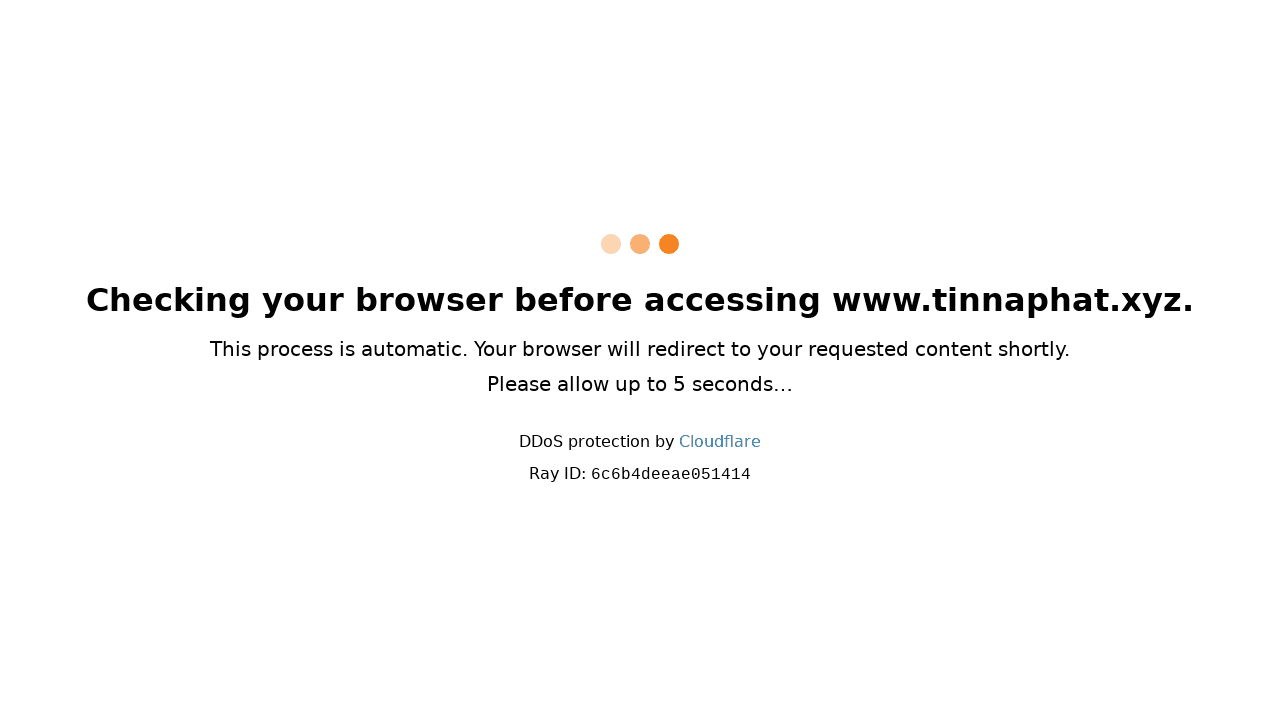 Checking your browser before accessing www.tinnaphat.xyz.
This process is automatic. Your browser will redirect to your requested content shortly.
Please allow up to 5 seconds…
DDoS protection by Cloudflare
Ray ID: 6c6b4deeae051414